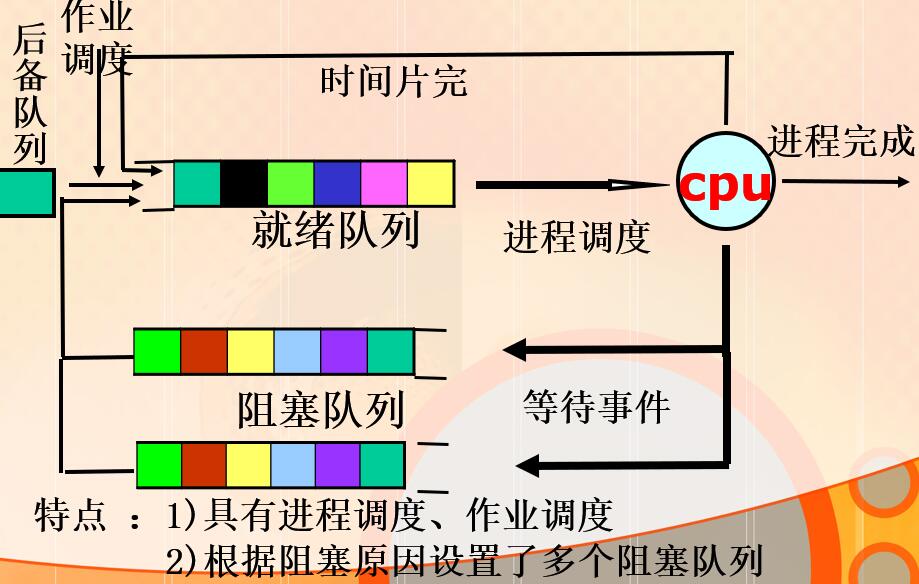 后备队列
作业
调度
时间片完
进程完成
cpu
就绪队列
进程调度
阻塞队列
等待事件
特点 ：1)具有进程调度、作业调度
2)根据阻塞原因设置了多个阻塞队列